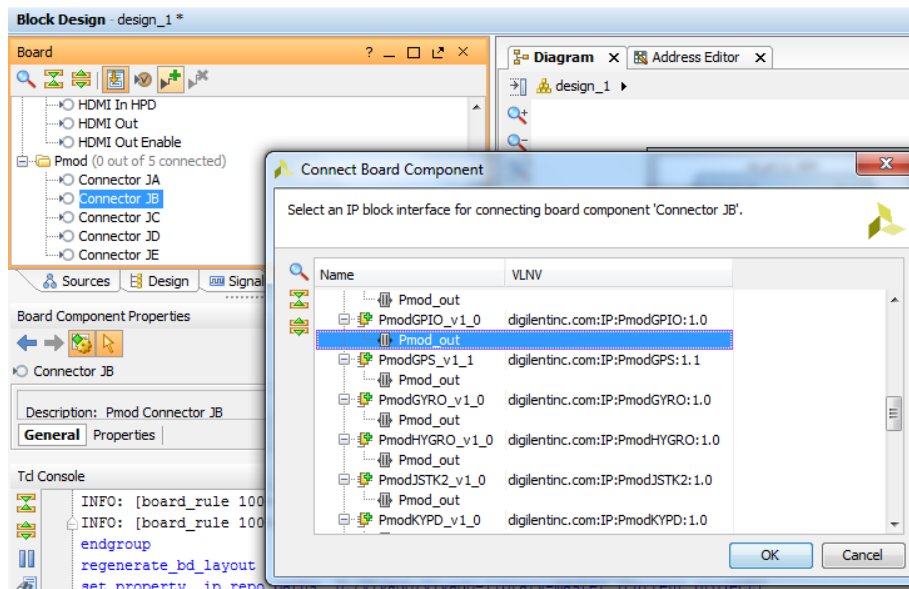 Block Design - design_1 *
Board
? _ □ ×
HDMI In HPD
HDMI Out
HDMI Out Enable
Pmod (0 out of 5 connected)
Connector JA
Connector JB
Connector JC
Connector JD
Connector JE
Sources Design Signal
Board Component Properties
Connector JB
Description: Pmod Connector JB
General Properties
Tcl Console
INFO: [board_rule 100
INFO: [board_rule 100
endgroup
regenerate_bd_layout
set_property ip_repo
Diagram × Address Editor ×
design_1
Connect Board Component
Select an IP block interface for connecting board component 'Connector JB'.
Name VLNV
Pmod_out
PmodGPIO_v1_0 digilentinc.com:IP:PmodGPIO:1.0
Pmod_out
PmodGPS_v1_1 digilentinc.com:IP:PmodGPS:1.1
Pmod_out
PmodGYRO_v1_0 digilentinc.com:IP:PmodGYRO:1.0
Pmod_out
PmodHYGRO_v1_0 digilentinc.com:IP:PmodHYGRO:1.0
Pmod_out
PmodJSTK2_v1_0 digilentinc.com:IP:PmodJSTK2:1.0
Pmod_out
PmodKYPD_v1_0 digilentinc.com:IP:PmodKYPD:1.0
OK Cancel